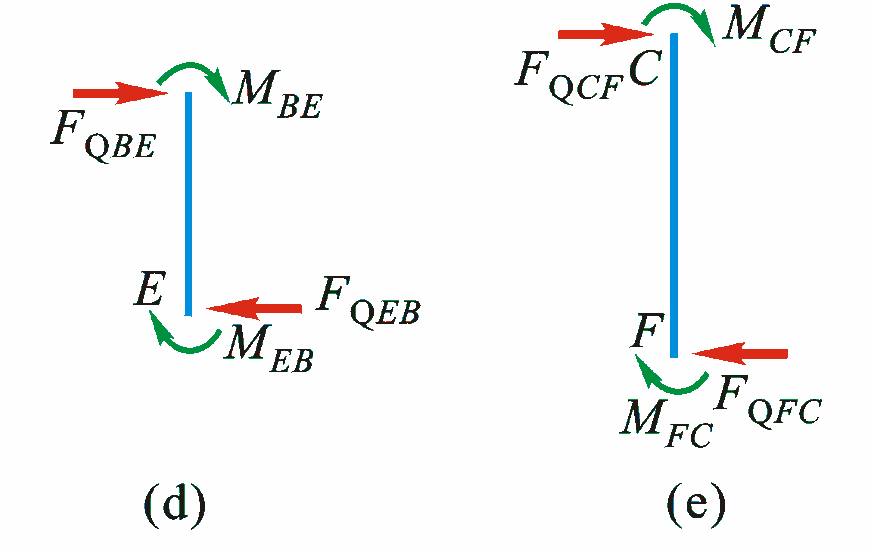 M_CF
F_QCF C
M_BE
F_QBE
E
F_QEB
M_EB
F
F_QFC
M_FC
(d)
(e)